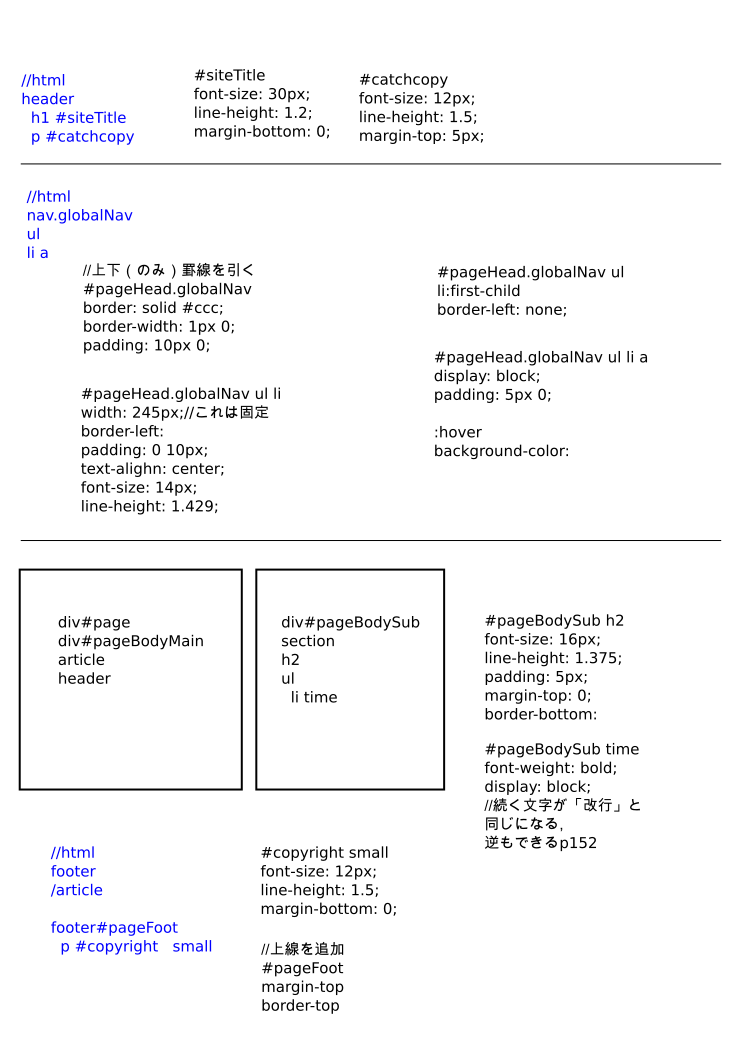 //html
header
h1 #siteTitle
p #catchcopy
#siteTitle
font-size: 30px;
line-height: 1.2;
margin-bottom: 0;
#catchcopy
font-size: 12px;
line-height: 1.5;
margin-top: 5px;
//html
nav.globalNav
ul
li a
//上下（のみ）罫線を引く
#pageHead.globalNav
border: solid #ccc;
border-width: 1px 0;
padding: 10px 0;
#pageHead.globalNav ul li
width: 245px;//これは固定
border-left:
padding: 0 10px;
text-alighn: center;
font-size: 14px;
line-height: 1.429;
#pageHead.globalNav ul
li:first-child
border-left: none;
#pageHead.globalNav ul li a
display: block;
padding: 5px 0;
:hover
background-color:
div#page
div#pageBodyMain
article
header
div#pageBodySub
section
h2
ul
li time
#pageBodySub h2
font-size: 16px;
line-height: 1.375;
padding: 5px;
margin-top: 0;
border-bottom:
#pageBodySub time
font-weight: bold;
display: block;
//続く文字が「改行」と
同じになる,
逆もできるp152
//html
footer
/article
footer#pageFoot
p #copyright small
#copyright small
font-size: 12px;
line-height: 1.5;
margin-bottom: 0;
//上線を追加
#pageFoot
margin-top
border-top